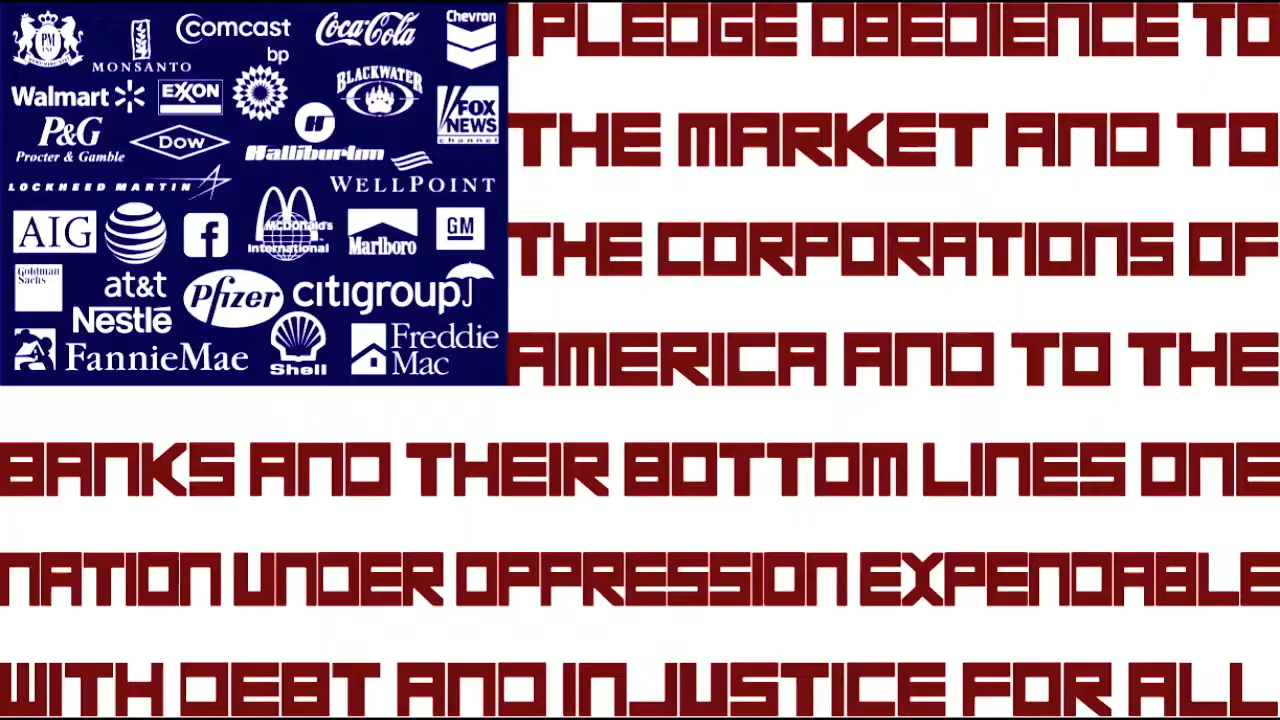 PM
Comcast
Coca-Cola
Chevron
MONSANTO
bp
Walmart
EXXON
BLACKWATER
FOX
NEWS
channel
P&G
Procter & Gamble
DOW
H
Halliburton
LOCKHEED MARTIN
WELLPOINT
AIG
f
McDonald's
International
Marlboro
GM
Goldman
Sachs
at&t
Pfizer
citigroup
Nestlé
FannieMae
Shell
Freddie
Mac
I PLEDGE OBEDIENCE TO
THE MARKET AND TO
THE CORPORATIONS OF
AMERICA AND TO THE
BANKS AND THEIR BOTTOM LINES ONE
NATION UNDER OPPRESSION EXPENDABLE
WITH DEBT AND INJUSTICE FOR ALL